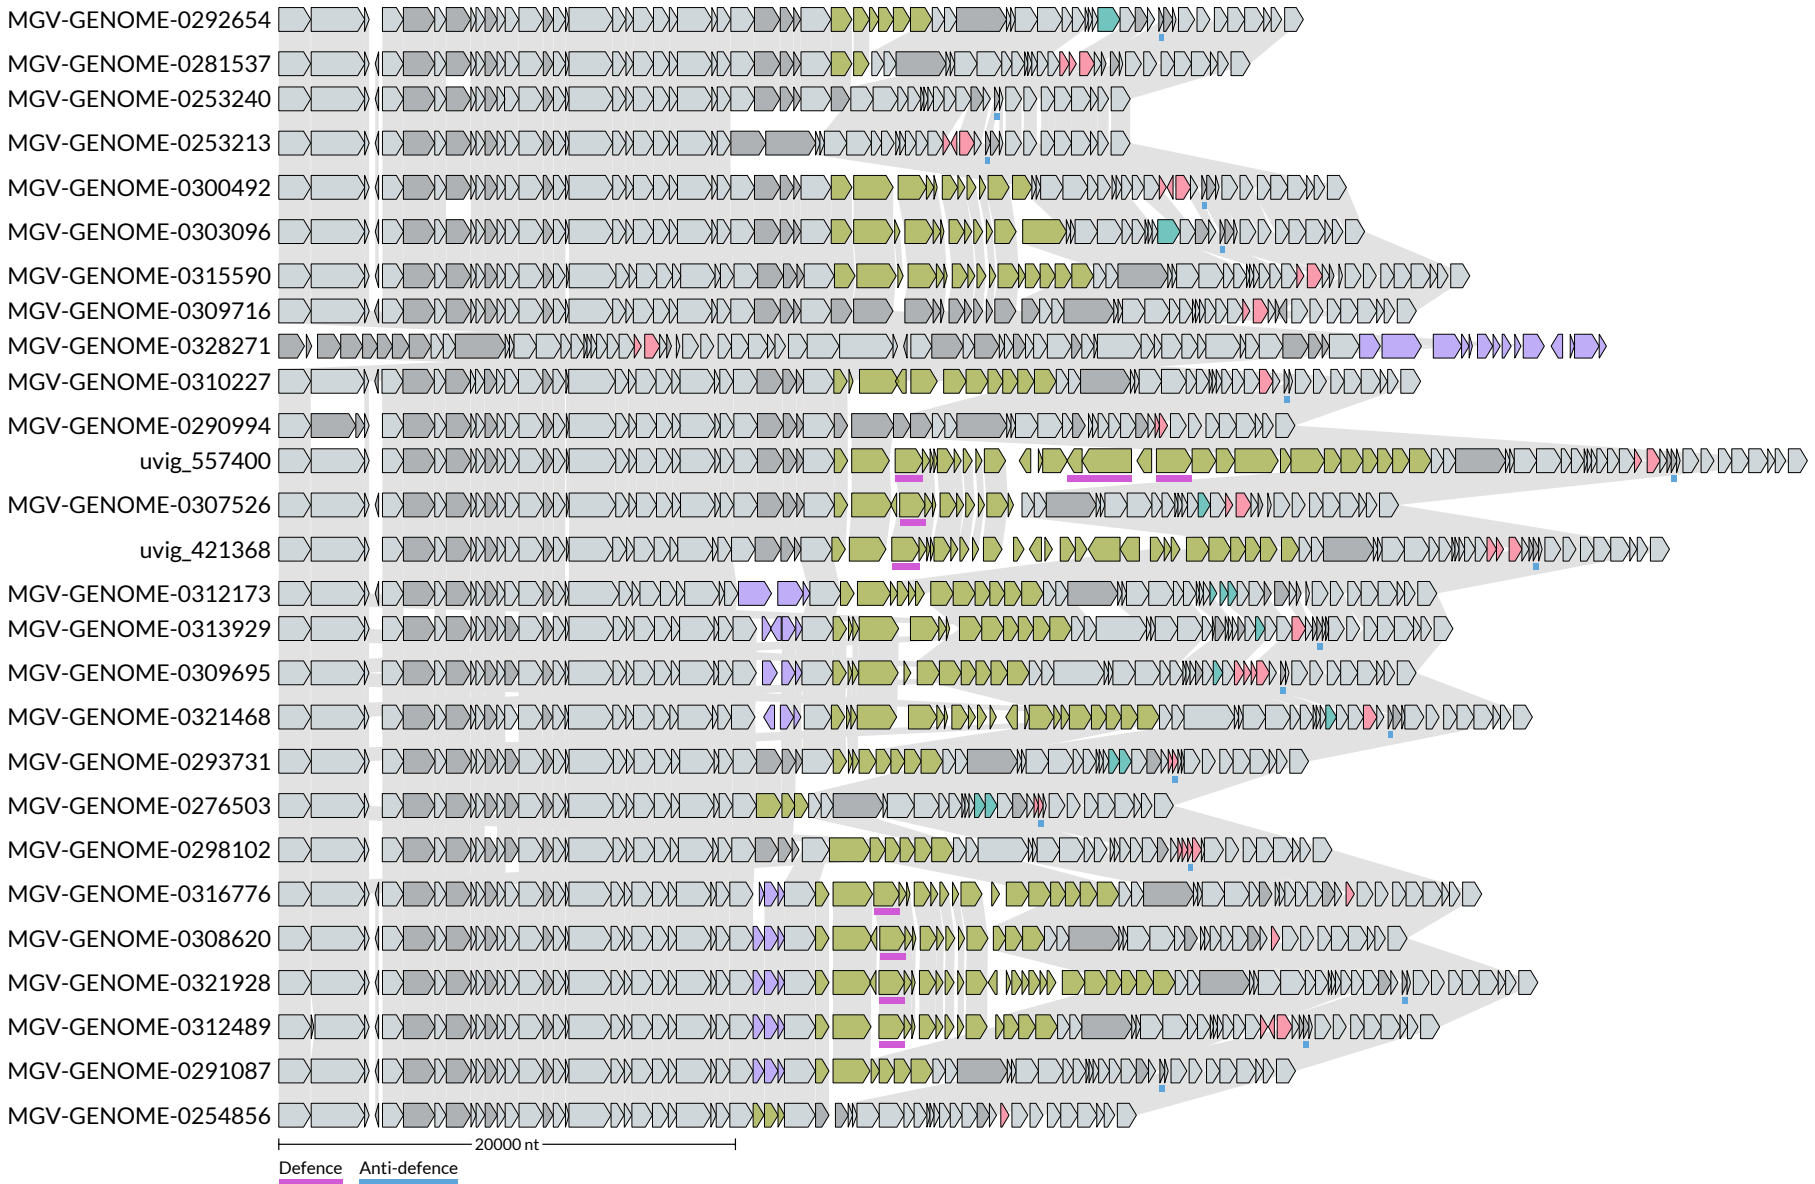 MGV-GENOME-0292654
MGV-GENOME-0281537
MGV-GENOME-0253240
MGV-GENOME-0253213
MGV-GENOME-0300492
MGV-GENOME-0303096
MGV-GENOME-0315590
MGV-GENOME-0309716
MGV-GENOME-0328271
MGV-GENOME-0310227
MGV-GENOME-0290994
uvig_557400
MGV-GENOME-0307526
uvig_421368
MGV-GENOME-0312173
MGV-GENOME-0313929
MGV-GENOME-0309695
MGV-GENOME-0321468
MGV-GENOME-0293731
MGV-GENOME-0276503
MGV-GENOME-0298102
MGV-GENOME-0316776
MGV-GENOME-0308620
MGV-GENOME-0321928
MGV-GENOME-0312489
MGV-GENOME-0291087
MGV-GENOME-0254856
20000 nt
Defence Anti-defence